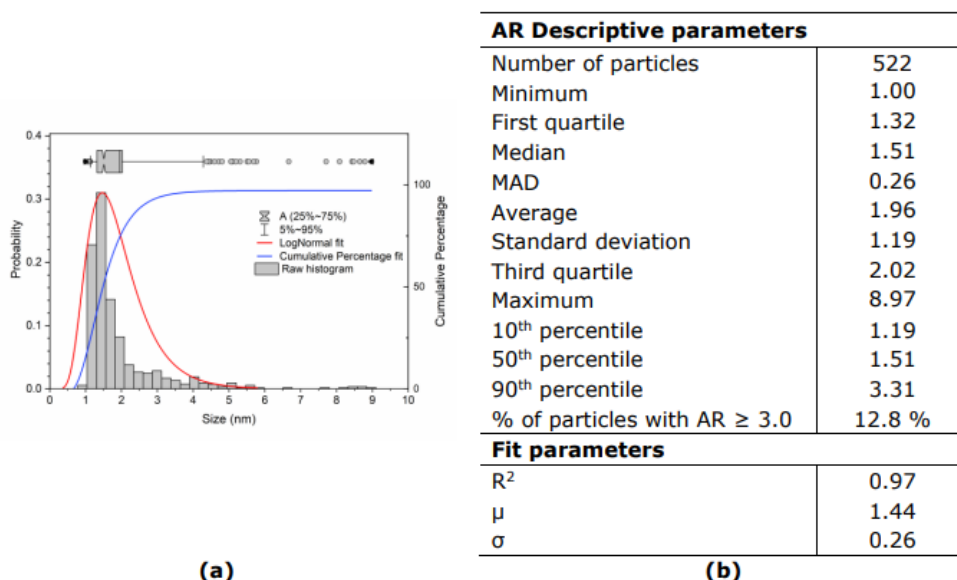 0.4
0.3
0.2
0.1
0.0
Probability
0 1 2 3 4 5 6 7 8 9 10
Size (nm)
100
50
0
Cumulative Percentage
A (25%~75%)
5%~95%
LogNormal fit
Cumulative Percentage fit
Raw histogram
(a)
AR Descriptive parameters
Number of particles 522
Minimum 1.00
First quartile 1.32
Median 1.51
MAD 0.26
Average 1.96
Standard deviation 1.19
Third quartile 2.02
Maximum 8.97
10th percentile 1.19
50th percentile 1.51
90th percentile 3.31
% of particles with AR ≥ 3.0 12.8 %
Fit parameters
R² 0.97
μ 1.44
σ 0.26
(b)